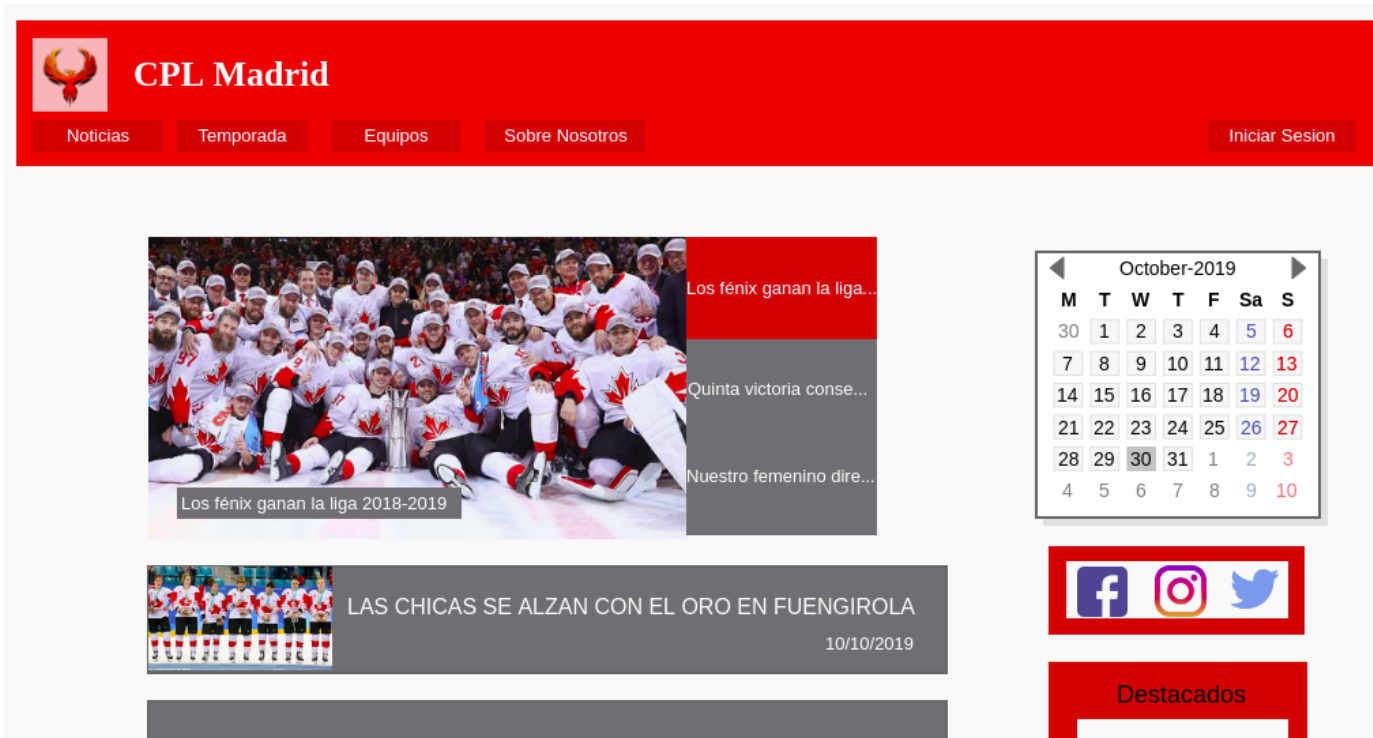 CPL Madrid
Noticias
Temporada
Equipos
Sobre Nosotros
Iniciar Sesion
Los fénix ganan la liga...
Quinta victoria conse...
Nuestro femenino dire...
Los fénix ganan la liga 2018-2019
LAS CHICAS SE ALZAN CON EL ORO EN FUENGIROLA
10/10/2019
October-2019
M T W T F Sa S
30 1 2 3 4 5 6
7 8 9 10 11 12 13
14 15 16 17 18 19 20
21 22 23 24 25 26 27
28 29 30 31 1 2 3
4 5 6 7 8 9 10
Destacados